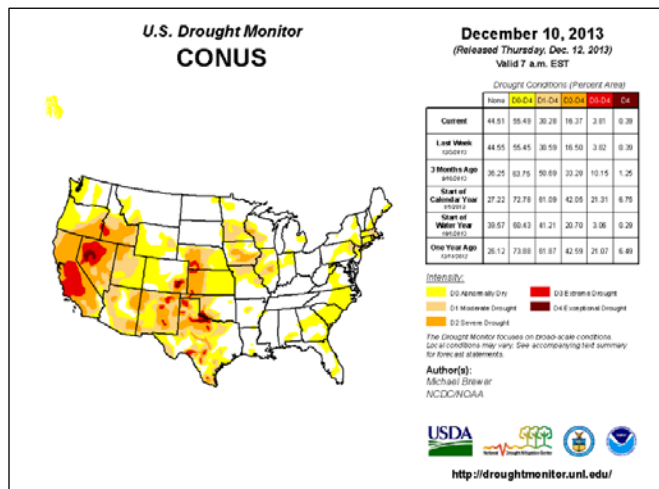 U.S. Drought Monitor
CONUS
December 10, 2013
(Released Thursday, Dec. 12, 2013)
Valid 7 a.m. EST
Drought Conditions (Percent Area)
None D0-D4 D1-D4 D2-D4 D3-D4 D4
Current 44.51 55.49 30.28 16.37 3.81 0.39
Last Week 44.55 55.45 30.59 16.50 3.82 0.39
3 Months Ago 36.25 63.75 50.69 33.20 10.15 1.25
Start of
Calendar Year 27.22 72.78 61.09 42.05 21.31 6.75
Start of
Water Year 39.57 60.43 41.21 20.70 3.06 0.29
One Year Ago 26.12 73.88 61.87 42.59 21.07 6.49
Intensity:
D0 Abnormally Dry
D1 Moderate Drought
D2 Severe Drought
D3 Extreme Drought
D4 Exceptional Drought
The Drought Monitor focuses on broad-scale conditions.
Local conditions may vary. See accompanying text summary
for forecast statements.
Author(s):
Michael Brewer
NCDC/NOAA
USDA
National Drought Mitigation Center
http://droughtmonitor.unl.edu/